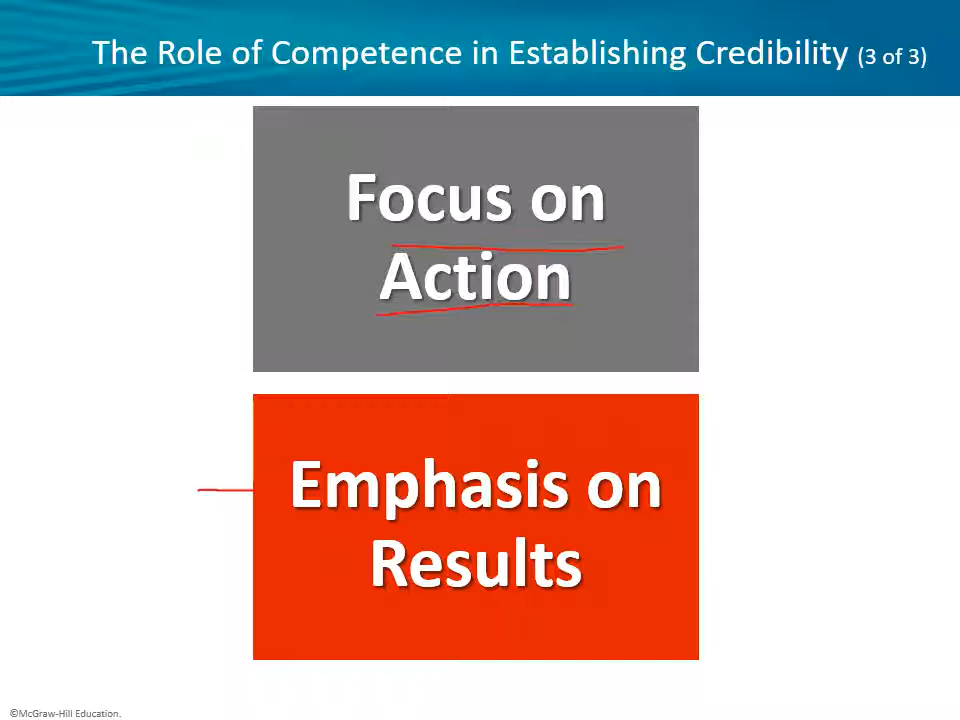 The Role of Competence in Establishing Credibility (3 of 3)
Focus on
Action
Emphasis on
Results
©McGraw-Hill Education.